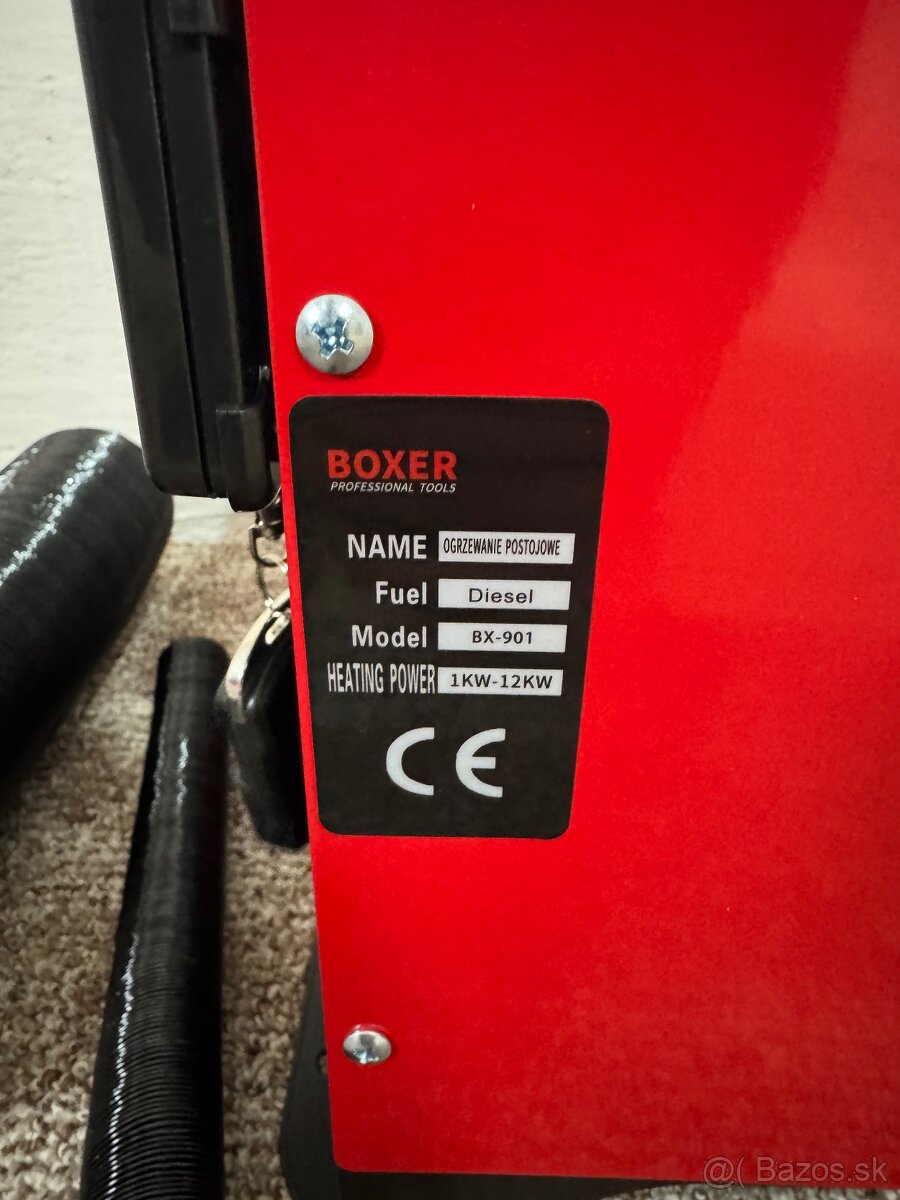 BOXER
PROFESSIONAL TOOLS
NAME OGRZEWANIE POSTOJOWE
Fuel Diesel
Model BX-901
HEATING POWER 1KW-12KW
CE
@( Bazos.sk